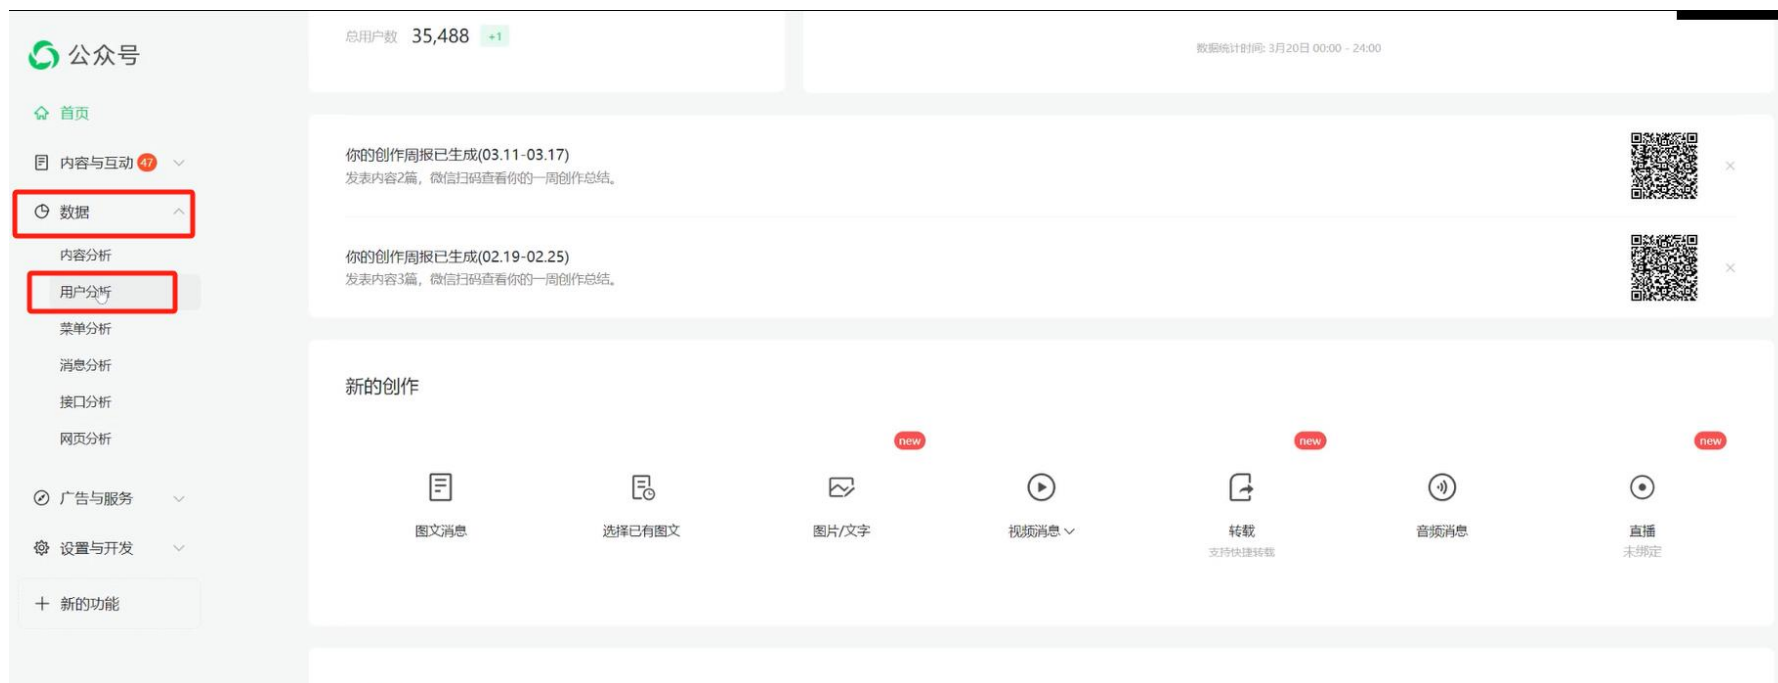 公众号
首页
内容与互动 47
数据
内容分析
用户分析
菜单分析
消息分析
接口分析
网页分析
广告与服务
设置与开发
新的功能
总用户数 35,488 +1
数据统计时间: 3月20日 00:00 - 24:00
你的创作周报已生成(03.11-03.17)
发表内容2篇，微信扫码查看你的一周创作总结。
你的创作周报已生成(02.19-02.25)
发表内容3篇，微信扫码查看你的一周创作总结。
新的创作
new new new
图文消息 选择已有图文 图片/文字 视频消息 转载 音频消息 直播
支持快捷转载 未绑定